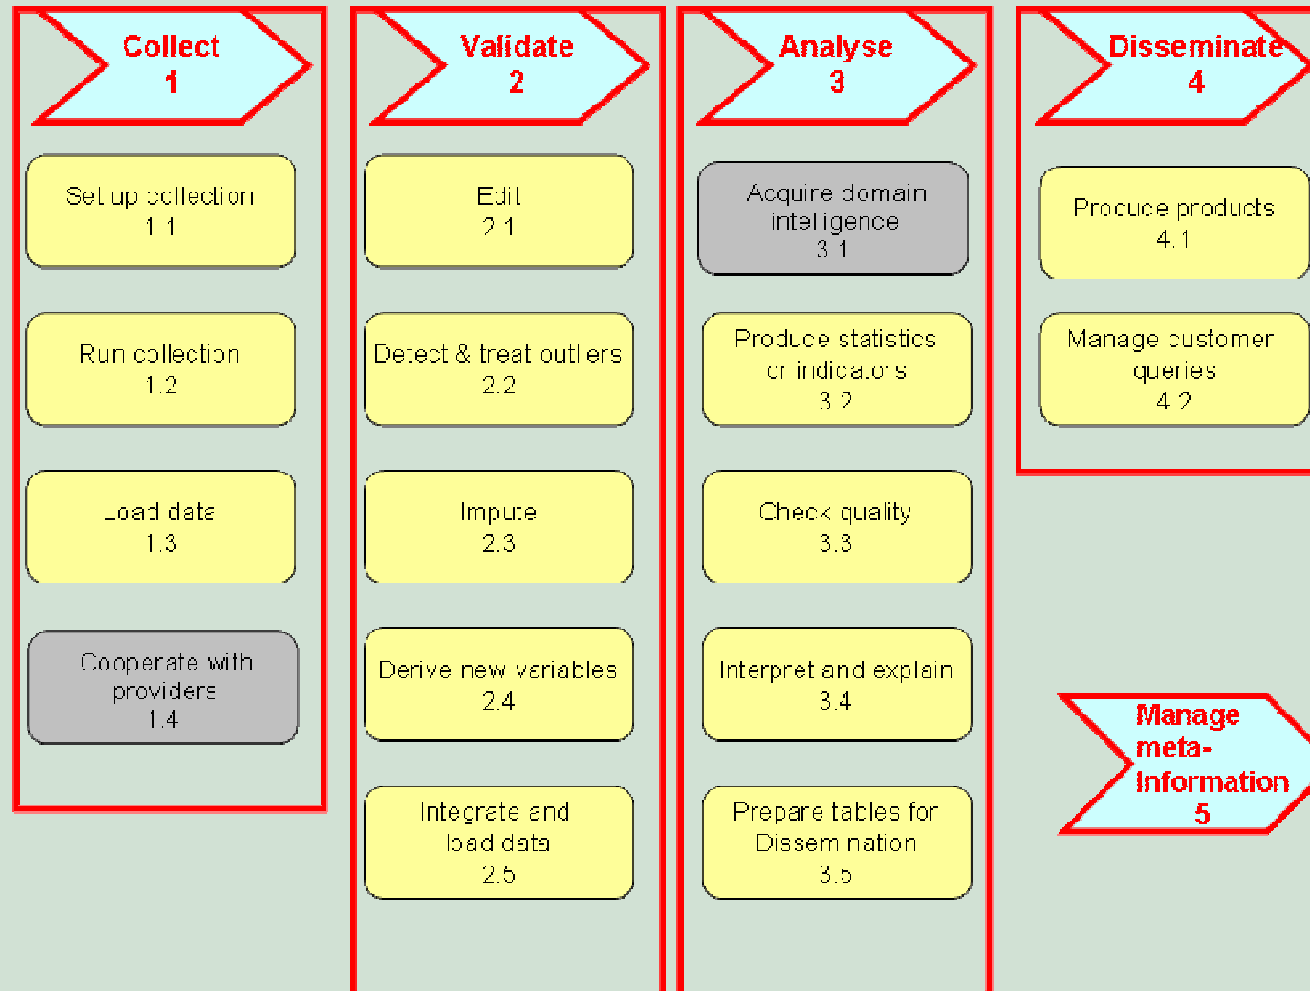 Collect
1
Set up collection
1.1
Run collection
1.2
Load data
1.3
Cooperate with
providers
1.4
Validate
2
Edit
2.1
Detect & treat outliers
2.2
Impute
2.3
Derive new variables
2.4
Integrate and
load data
2.5
Analyse
3
Acquire domain
intelligence
3.1
Produce statistics
or indicators
3.2
Check quality
3.3
Interpret and explain
3.4
Prepare tables for
Dissemination
3.5
Disseminate
4
Produce products
4.1
Manage customer
queries
4.2
Manage
meta-
Information
5